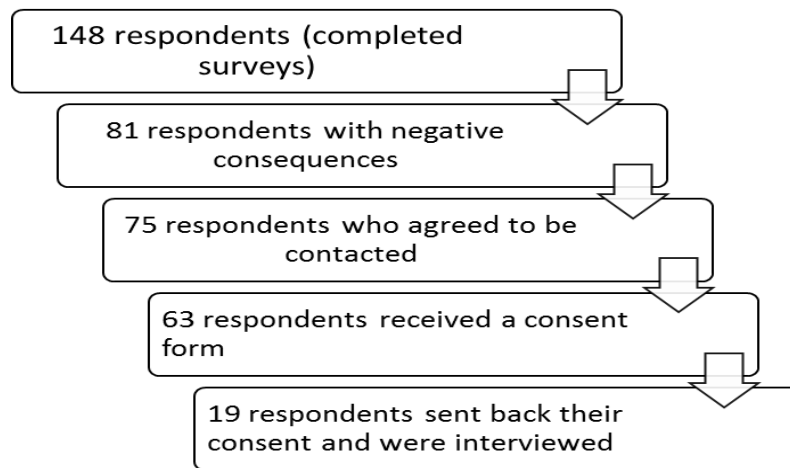 148 respondents (completed
surveys)
81 respondents with negative
consequences
75 respondents who agreed to be
contacted
63 respondents received a consent
form
19 respondents sent back their
consent and were interviewed